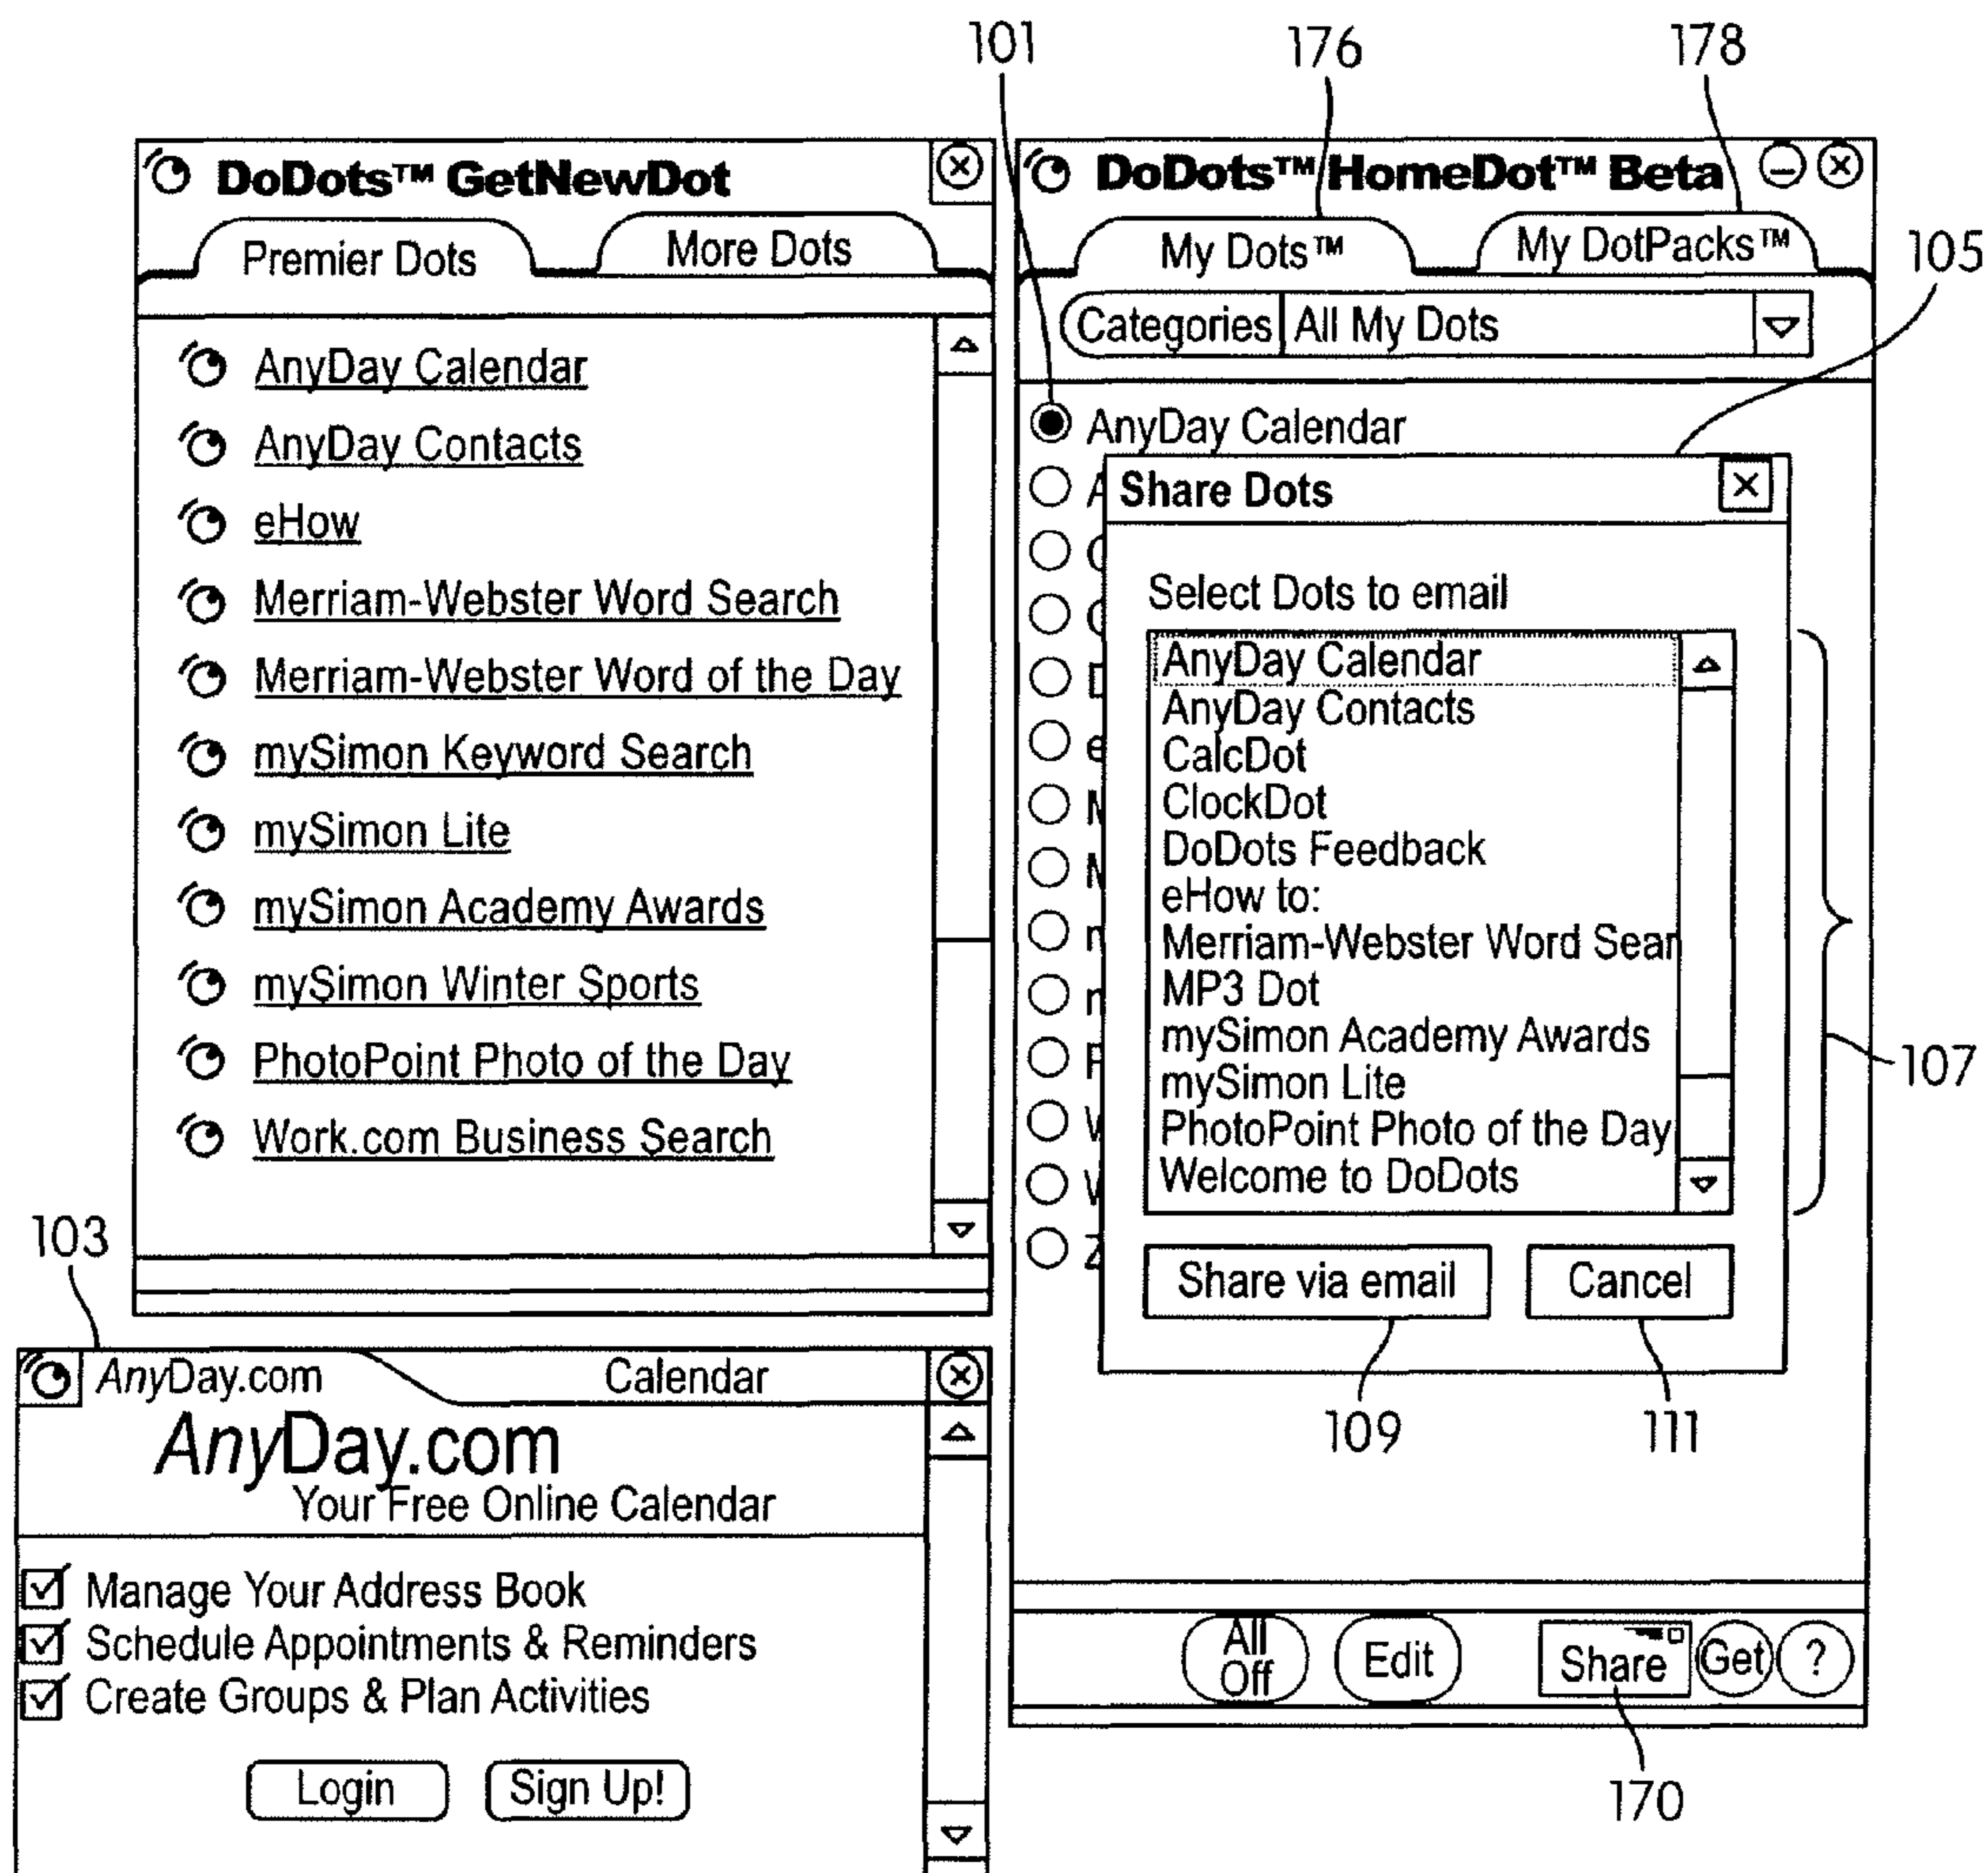 101
176
178
DoDots™ GetNewDot
Premier Dots
More Dots
AnyDay Calendar
AnyDay Contacts
eHow
Merriam-Webster Word Search
Merriam-Webster Word of the Day
mySimon Keyword Search
mySimon Lite
mySimon Academy Awards
mySimon Winter Sports
PhotoPoint Photo of the Day
Work.com Business Search
DoDots™ HomeDot™ Beta
My Dots™
My DotPacks™
105
Categories All My Dots
AnyDay Calendar
Share Dots
Select Dots to email
AnyDay Calendar
AnyDay Contacts
CalcDot
ClockDot
DoDots Feedback
eHow to:
Merriam-Webster Word Sear
MP3 Dot
mySimon Academy Awards
mySimon Lite
PhotoPoint Photo of the Day
Welcome to DoDots
107
Share via email
Cancel
109
111
All
Off
Edit
Share
Get
?
170
103
AnyDay.com
Calendar
AnyDay.com
Your Free Online Calendar
Manage Your Address Book
Schedule Appointments & Reminders
Create Groups & Plan Activities
Login
Sign Up!